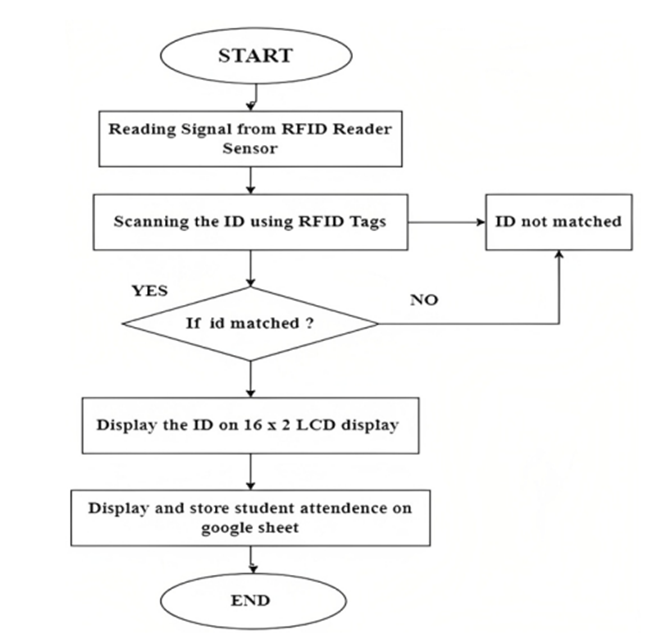 START
Reading Signal from RFID Reader
Sensor
Scanning the ID using RFID Tags
ID not matched
YES
NO
If id matched ?
Display the ID on 16 x 2 LCD display
Display and store student attendence on
google sheet
END